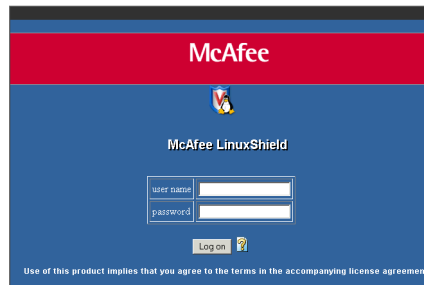 McAfee
McAfee LinuxShield
user name
password
Log on
Use of this product implies that you agree to the terms in the accompanying license agreemen